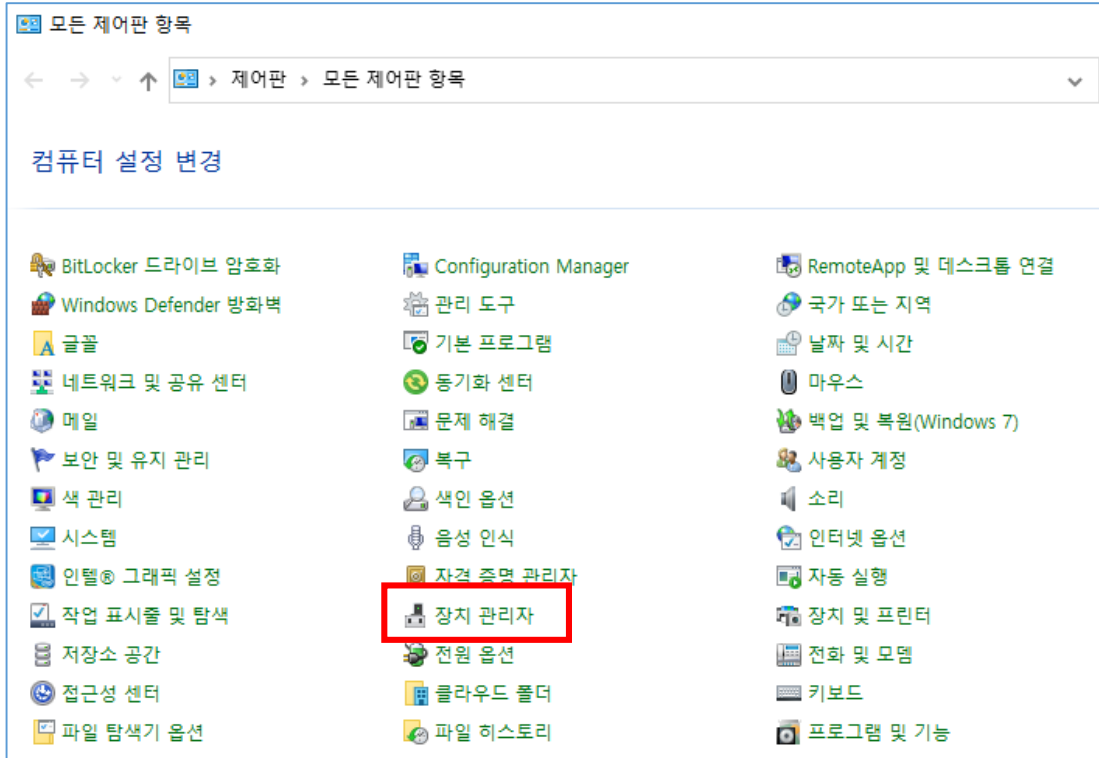 모든 제어판 항목
제어판 › 모든 제어판 항목
컴퓨터 설정 변경
BitLocker 드라이브 암호화 Configuration Manager RemoteApp 및 데스크톱 연결
Windows Defender 방화벽 관리 도구 국가 또는 지역
글꼴 기본 프로그램 날짜 및 시간
네트워크 및 공유 센터 동기화 센터 마우스
메일 문제 해결 백업 및 복원(Windows 7)
보안 및 유지 관리 복구 사용자 계정
색 관리 색인 옵션 소리
시스템 음성 인식 인터넷 옵션
인텔® 그래픽 설정 자격 증명 관리자 자동 실행
작업 표시줄 및 탐색 장치 관리자 장치 및 프린터
저장소 공간 전원 옵션 전화 및 모뎀
접근성 센터 클라우드 폴더 키보드
파일 탐색기 옵션 파일 히스토리 프로그램 및 기능